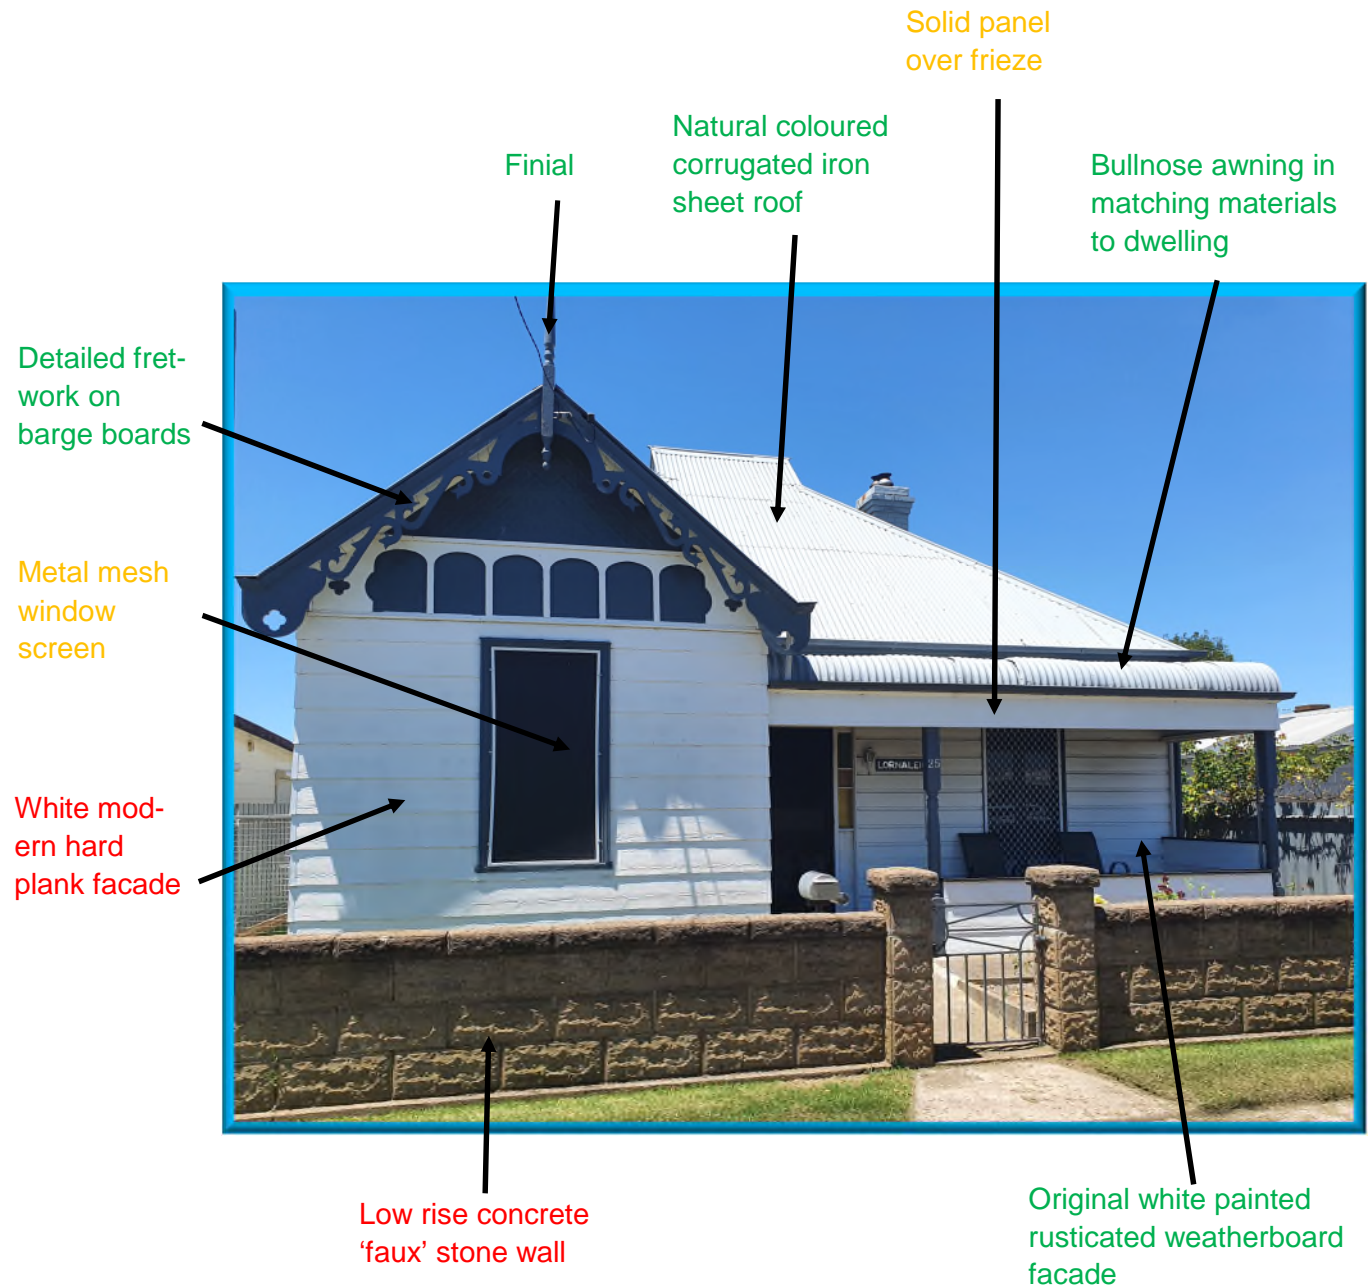 Solid panel
over frieze
Natural coloured
corrugated iron
sheet roof
Finial
Bullnose awning in
matching materials
to dwelling
Detailed fret-
work on
barge boards
Metal mesh
window
screen
White mod-
ern hard
plank facade
LORNALEE 25
Low rise concrete
‘faux’ stone wall
Original white painted
rusticated weatherboard
facade